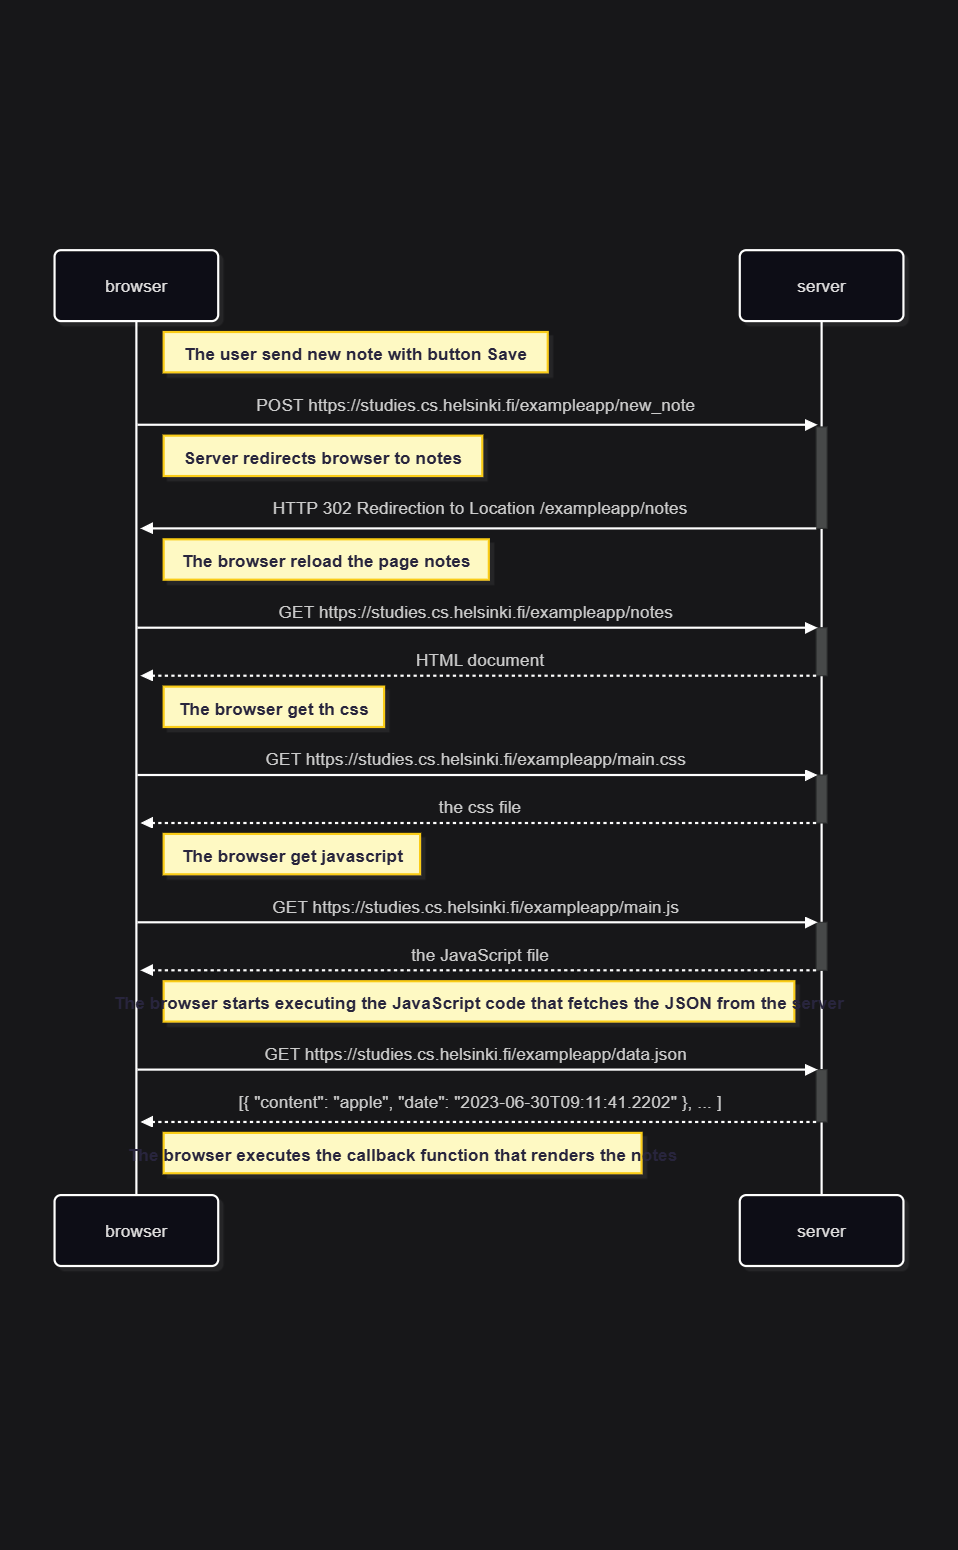 browser
server
The user send new note with button Save
POST https://studies.cs.helsinki.fi/exampleapp/new_note
Server redirects browser to notes
HTTP 302 Redirection to Location /exampleapp/notes
The browser reload the page notes
GET https://studies.cs.helsinki.fi/exampleapp/notes
HTML document
The browser get th css
GET https://studies.cs.helsinki.fi/exampleapp/main.css
the css file
The browser get javascript
GET https://studies.cs.helsinki.fi/exampleapp/main.js
the JavaScript file
The browser starts executing the JavaScript code that fetches the JSON from the server
GET https://studies.cs.helsinki.fi/exampleapp/data.json
[{ "content": "apple", "date": "2023-06-30T09:11:41.2202" }, ... ]
The browser executes the callback function that renders the notes
browser
server